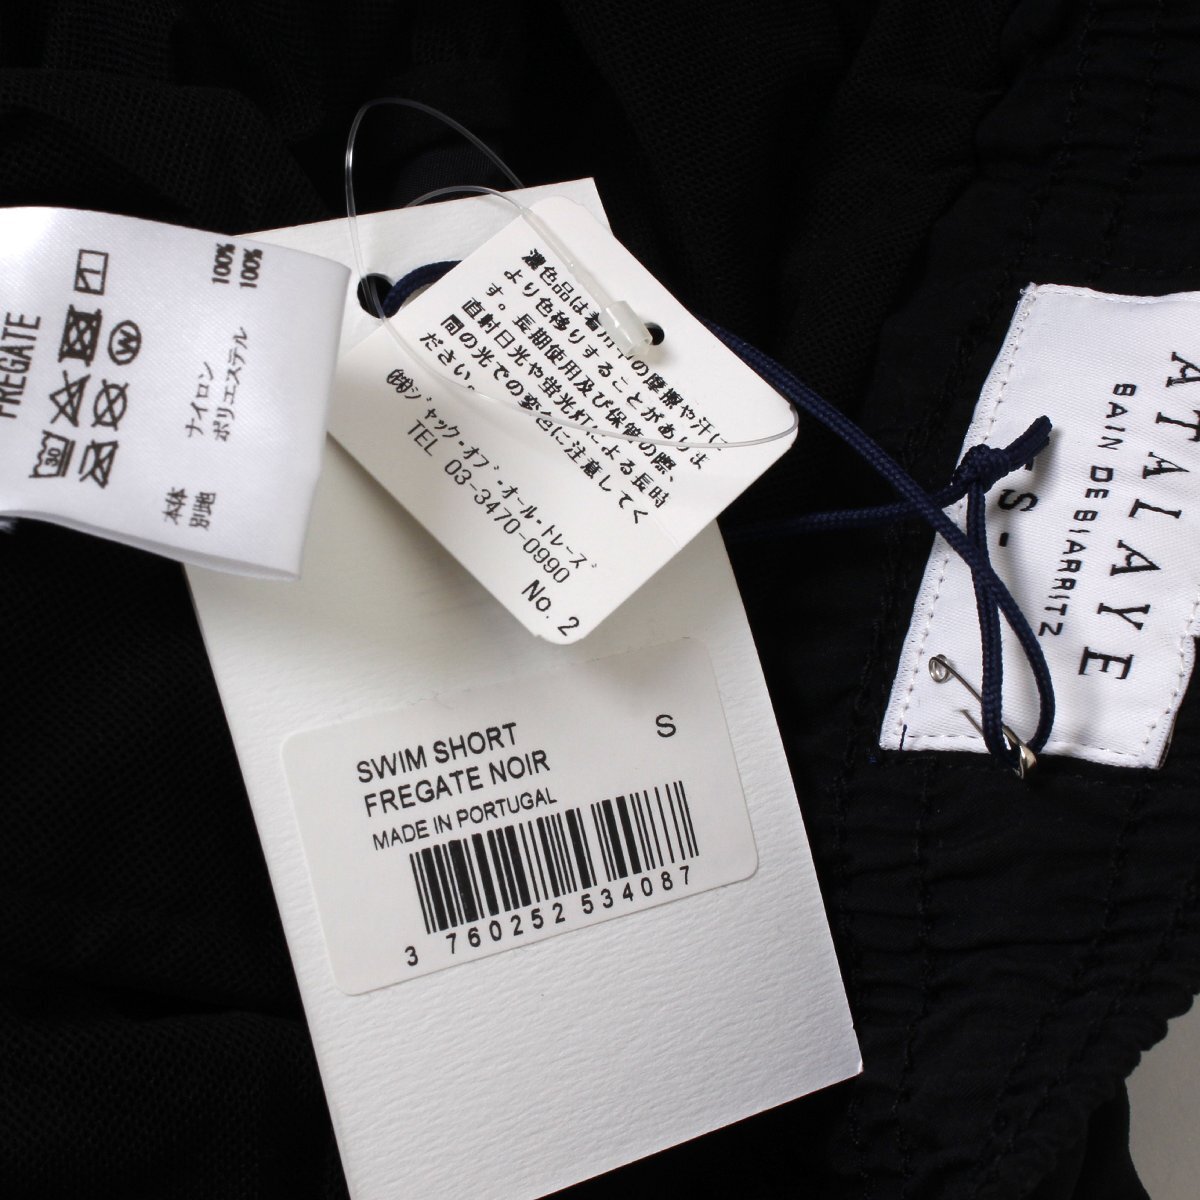 FREGATE
30
W
100%
100%
ナイロン
ポリエステル
本体
別地
濃色品は着用中の摩擦や汗に
より色移りすることがありま
す。長期使用及び保管の際、
直射日光や蛍光灯による長時
間の光での変色に注意してく
ださい。
㈱ジャック・オブ・オール・トレーズ
TEL 03-3470-0990
No. 2
SWIM SHORT
FREGATE NOIR
MADE IN PORTUGAL
S
3 760252 534087
ATALAYE
BAIN DE BIARRITZ
S -